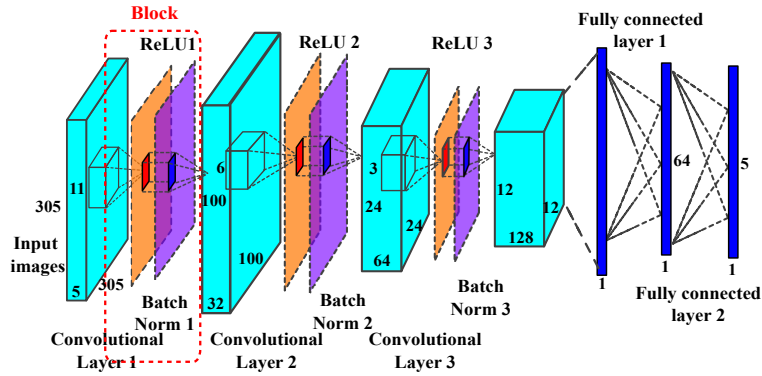 Block
ReLU1
ReLU 2
ReLU 3
Fully connected
layer 1
11
305
Input
images
5
305
6
100
100
32
3
24
24
64
12
12
128
64
5
1
1
1
Batch
Norm 1
Batch
Norm 2
Batch
Norm 3
Fully connected
layer 2
Convolutional
Layer 1
Convolutional
Layer 2
Convolutional
Layer 3